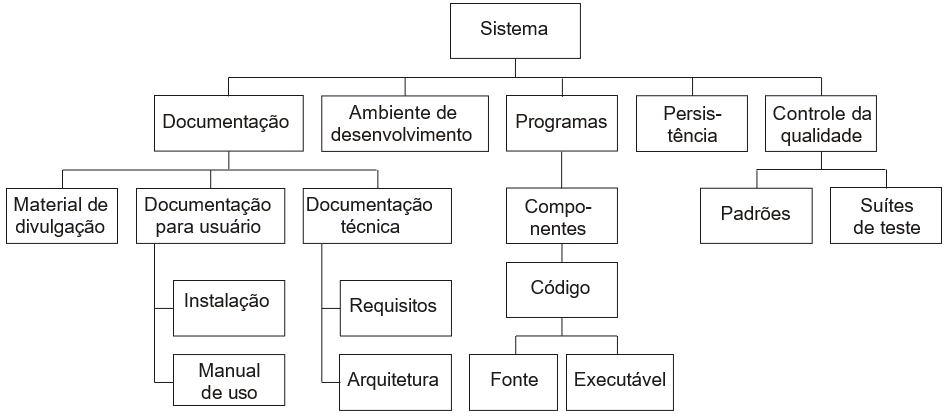 Sistema
Documentação
Ambiente de
desenvolvimento
Programas
Persis-
tência
Controle da
qualidade
Material de
divulgação
Documentação
para usuário
Documentação
técnica
Compo-
nentes
Padrões
Suítes
de teste
Instalação
Requisitos
Código
Manual
de uso
Arquitetura
Fonte
Executável